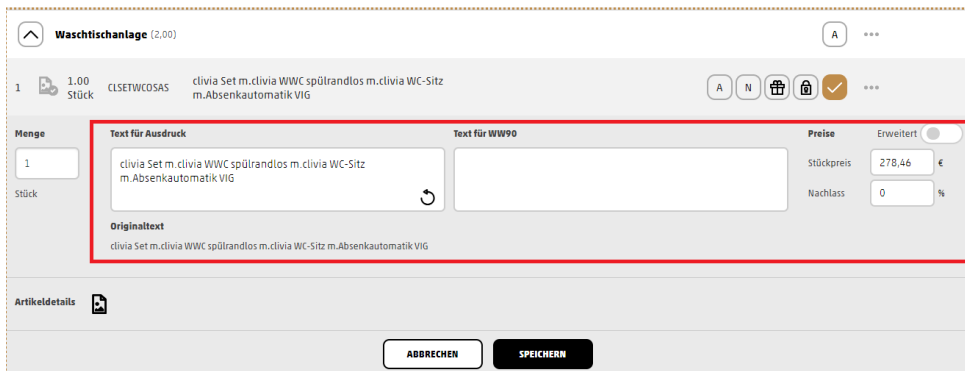 Waschtischanlage (2,00) A
1 1.00 CLSETWCOSAS clivia Set m.clivia WWC spülrandlos m.clivia WC-Sitz A N
Stück m.Absenkautomatik VIG
Menge Text für Ausdruck Text für WW90 Preise Erweitert
1 clivia Set m.clivia WWC spülrandlos m.clivia WC-Sitz Stückpreis 278,46 €
m.Absenkautomatik VIG
Stück Nachlass 0 %
Originaltext
clivia Set m.clivia WWC spülrandlos m.clivia WC-Sitz m.Absenkautomatik VIG
Artikeldetails
ABBRECHEN SPEICHERN